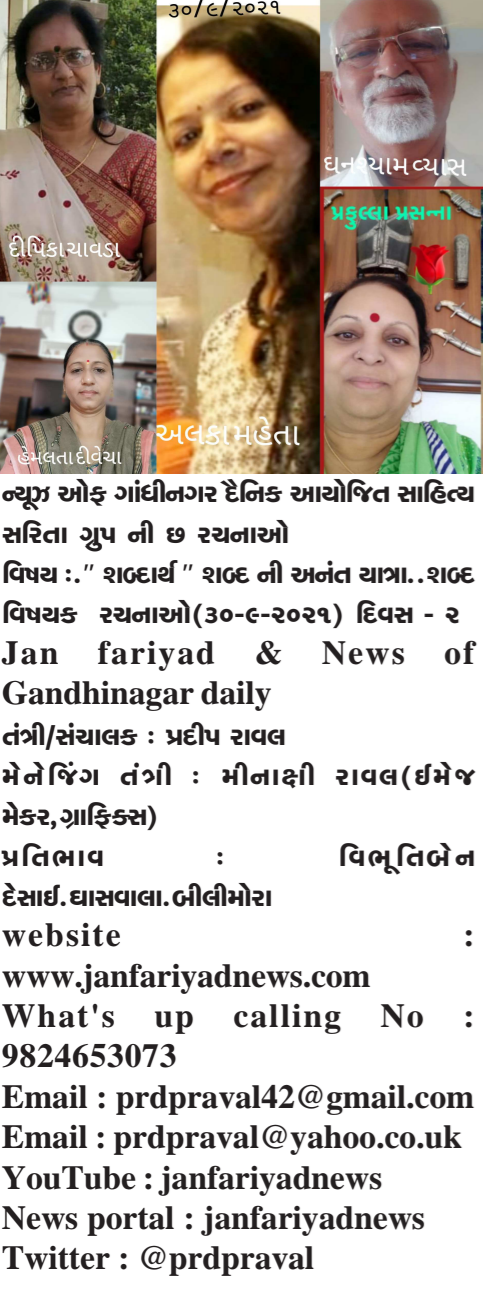 ૩૦/૯/૨૦૨૧
ઘનશ્યામ વ્યાસ
પ્રફુલ્લા પ્રસન્ના
દીપિકાચાવડા
અલકા મહેતા
હેમલતા દીવેચા
ન્યૂઝ ઓફ ગાંધીનગર દૈનિક આયોજિત સાહિત્ય
સરિતા ગ્રુપ ની છ રચનાઓ
વિષય :." શબ્દાર્થ " શબ્દ ની અનંત યાત્રા..શબ્દ
વિષયક રચનાઓ(૩૦-૯-૨૦૨૧) દિવસ - ૨
Jan fariyad & News of
Gandhinagar daily
તંત્રી/સંચાલક : પ્રદીપ રાવલ
મેનેજિંગ તંત્રી : મીનાક્ષી રાવલ(ઈમેજ
મેકર,ગ્રાફિક્સ)
પ્રતિભાવ : વિભૂતિબેન
દેસાઈ.ઘાસવાલા.બીલીમોરા
website :
www.janfariyadnews.com
What's up calling No :
9824653073
Email : prdpraval42@gmail.com
Email : prdpraval@yahoo.co.uk
YouTube : janfariyadnews
News portal : janfariyadnews
Twitter : @prdpraval